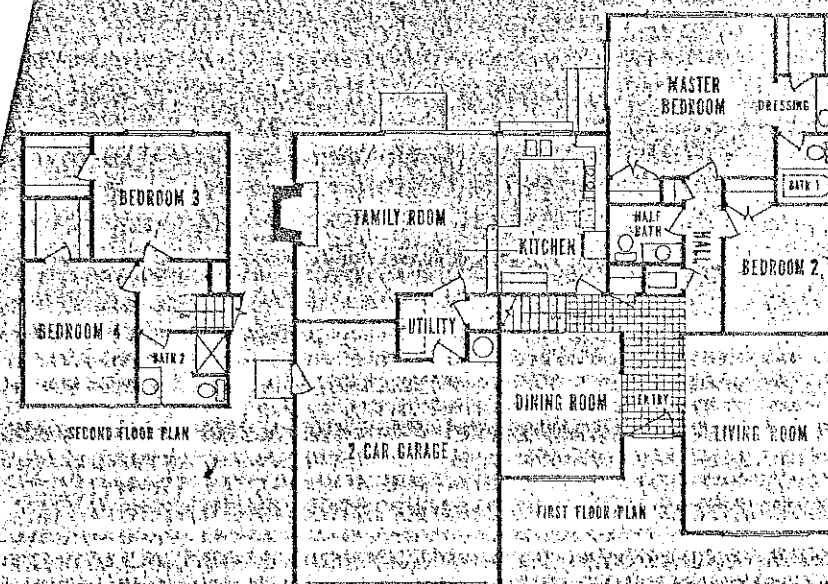 MASTER
BEDROOM
DRESSING
BATH 1
BEDROOM 3
FAMILY ROOM
HALF
BATH
HALL
KITCHEN
BEDROOM 2
BEDROOM 4
UTILITY
BATH 2
DINING ROOM
ENTRY
SECOND FLOOR PLAN
2 CAR GARAGE
LIVING ROOM
FIRST FLOOR PLAN